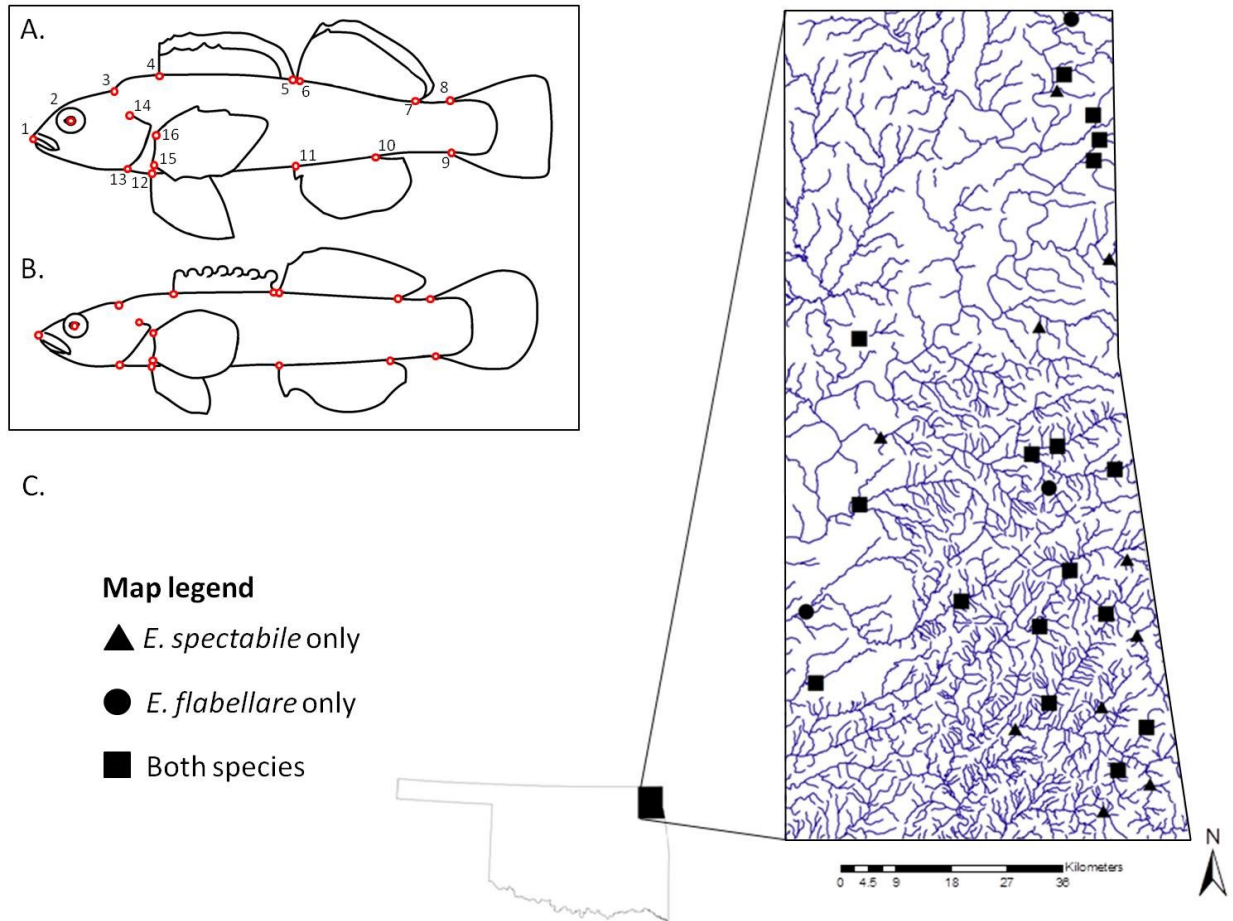 A.
1
2
3
4
5
6
7
8
9
10
11
12
13
14
15
16
B.
C.
Map legend
E. spectabile only
E. flabellare only
Both species
N
Kilometers
0 4.5 9 18 27 36